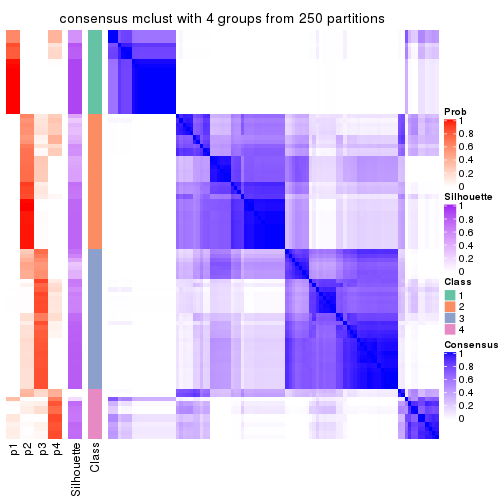 consensus mclust with 4 groups from 250 partitions
Prob
1
0.8
0.6
0.4
0.2
0
Silhouette
1
0.8
0.6
0.4
0.2
0
Class
1
2
3
4
Consensus
1
0.8
0.6
0.4
0.2
0
p1
p2
p3
p4
Silhouette
Class